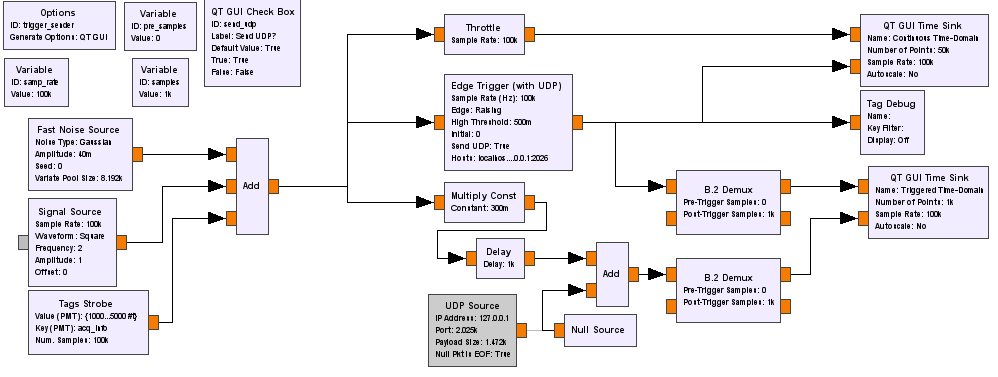 Options
ID: trigger_sender
Generate Options: QT GUI
Variable
ID: pre_samples
Value: 0
QT GUI Check Box
ID: send_udp
Label: Send UDP?
Default Value: True
True: True
False: False
Variable
ID: samp_rate
Value: 100k
Variable
ID: samples
Value: 1k
Fast Noise Source
Noise Type: Gaussian
Amplitude: 40m
Seed: 0
Variate Pool Size: 8.192k
Signal Source
Sample Rate: 100k
Waveform: Square
Frequency: 2
Amplitude: 1
Offset: 0
Tags Strobe
Value (PMT): {1000...5000 #f}
Key (PMT): acq_info
Num. Samples: 100k
Add
Throttle
Sample Rate: 100k
Edge Trigger (with UDP)
Sample Rate (Hz): 100k
Edge: Raising
High Threshold: 500m
Initial: 0
Send UDP: True
Hosts: localhos....0.0.1:2026
Multiply Const
Constant: 300m
Delay
Delay: 1k
Add
UDP Source
IP Address: 127.0.0.1
Port: 2.025k
Payload Size: 1.472k
Null Pkt is EOF: True
Null Source
B.2 Demux
Pre-Trigger Samples: 0
Post-Trigger Samples: 1k
B.2 Demux
Pre-Trigger Samples: 0
Post-Trigger Samples: 1k
QT GUI Time Sink
Name: Continuous Time-Domain
Number of Points: 50k
Sample Rate: 100k
Autoscale: No
Tag Debug
Name:
Key Filter:
Display: Off
QT GUI Time Sink
Name: Triggered Time-Domain
Number of Points: 1k
Sample Rate: 100k
Autoscale: No